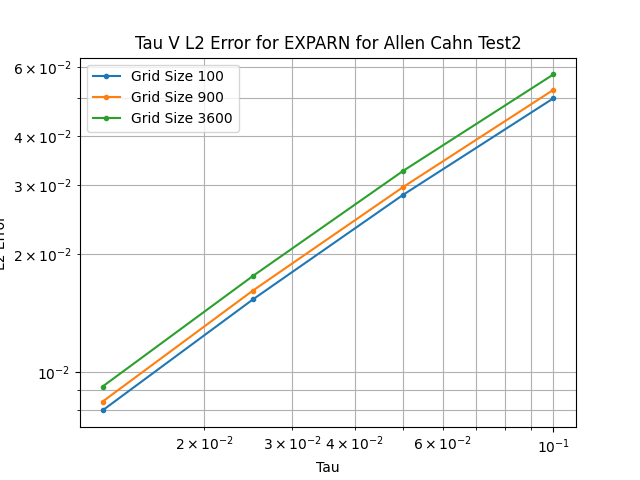 Tau V L2 Error for EXPARN for Allen Cahn Test2
Grid Size 100
Grid Size 900
Grid Size 3600
6 × 10⁻²
4 × 10⁻²
3 × 10⁻²
2 × 10⁻²
10⁻²
2 × 10⁻²
3 × 10⁻²
4 × 10⁻²
6 × 10⁻²
10⁻¹
Tau